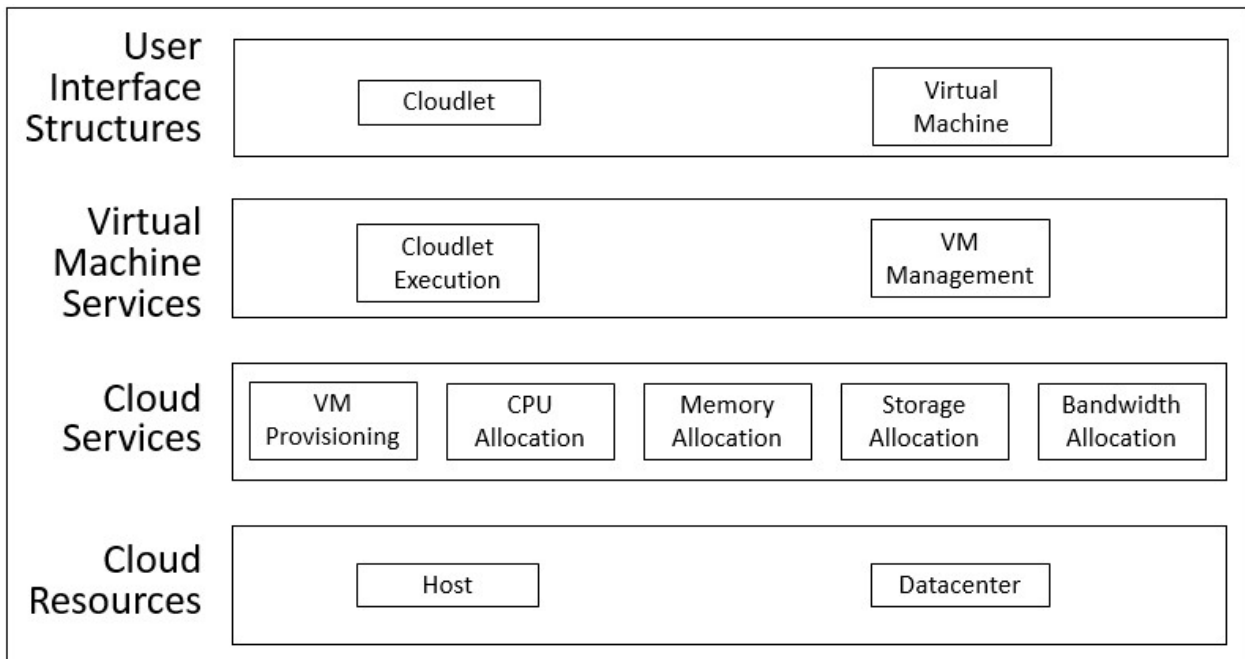 User
Interface
Structures
Cloudlet
Virtual
Machine
Virtual
Machine
Services
Cloudlet
Execution
VM
Management
Cloud
Services
VM
Provisioning
CPU
Allocation
Memory
Allocation
Storage
Allocation
Bandwidth
Allocation
Cloud
Resources
Host
Datacenter